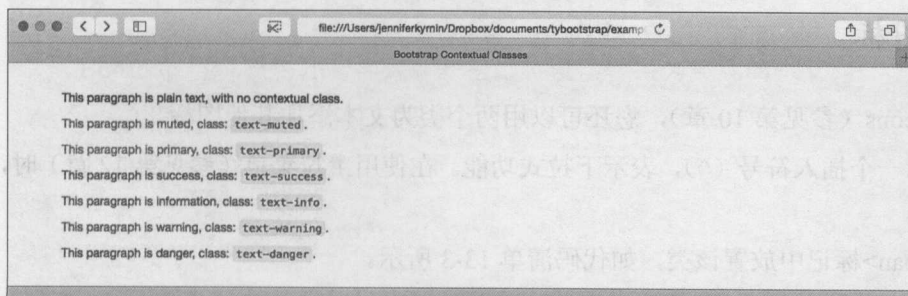 file:///Users/jenniferkyrnin/Dropbox/documents/tybootstrap/examp
Bootstrap Contextual Classes
This paragraph is plain text, with no contextual class.
This paragraph is muted, class: text-muted.
This paragraph is primary, class: text-primary.
This paragraph is success, class: text-success.
This paragraph is information, class: text-info.
This paragraph is warning, class: text-warning.
This paragraph is danger, class: text-danger.